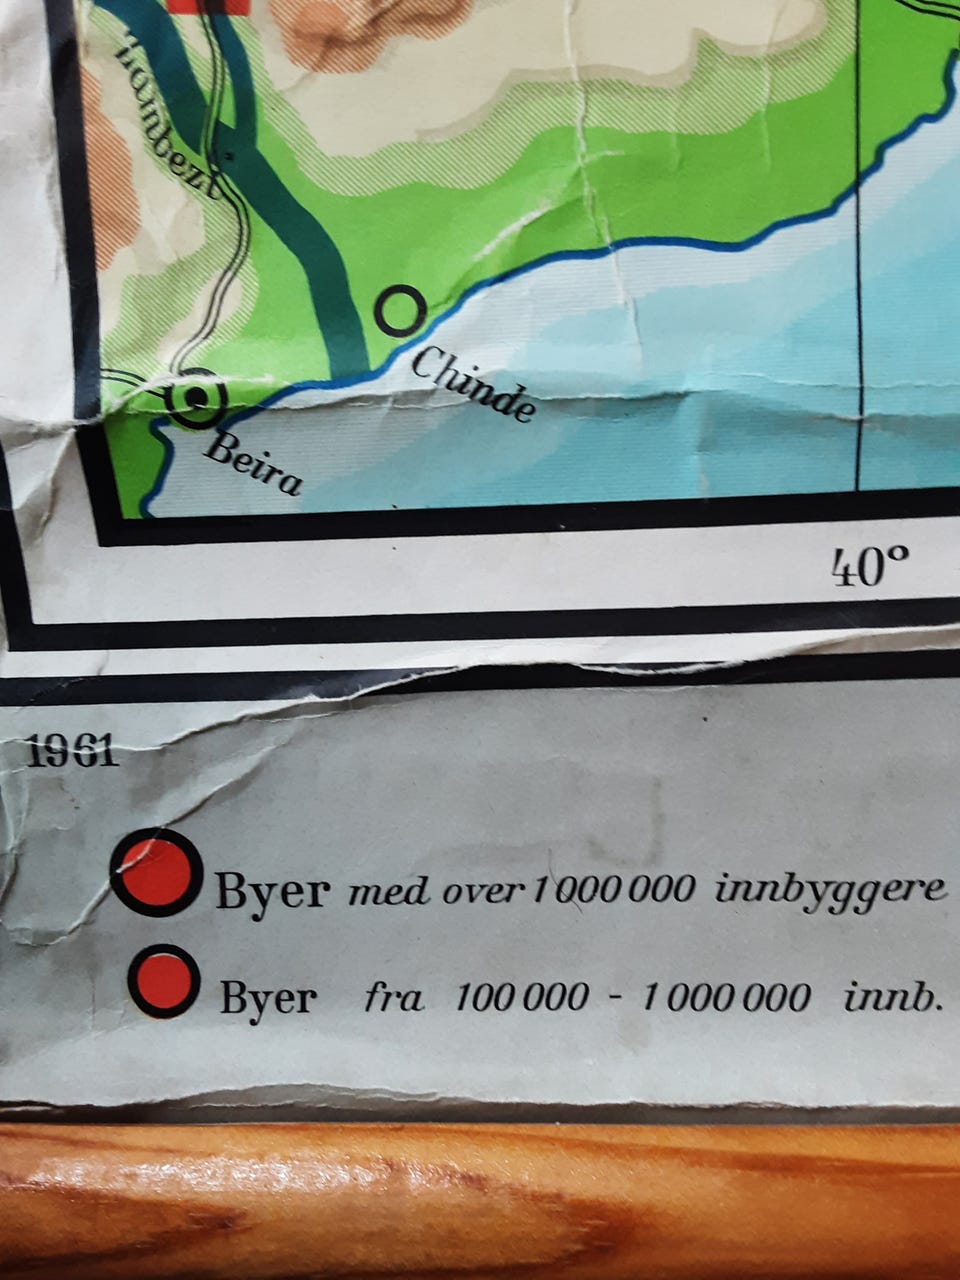 Zambezi
Chinde
Beira
40°
1961
Byer med over 1 000 000 innbyggere
Byer fra 100 000 - 1 000 000 innb.